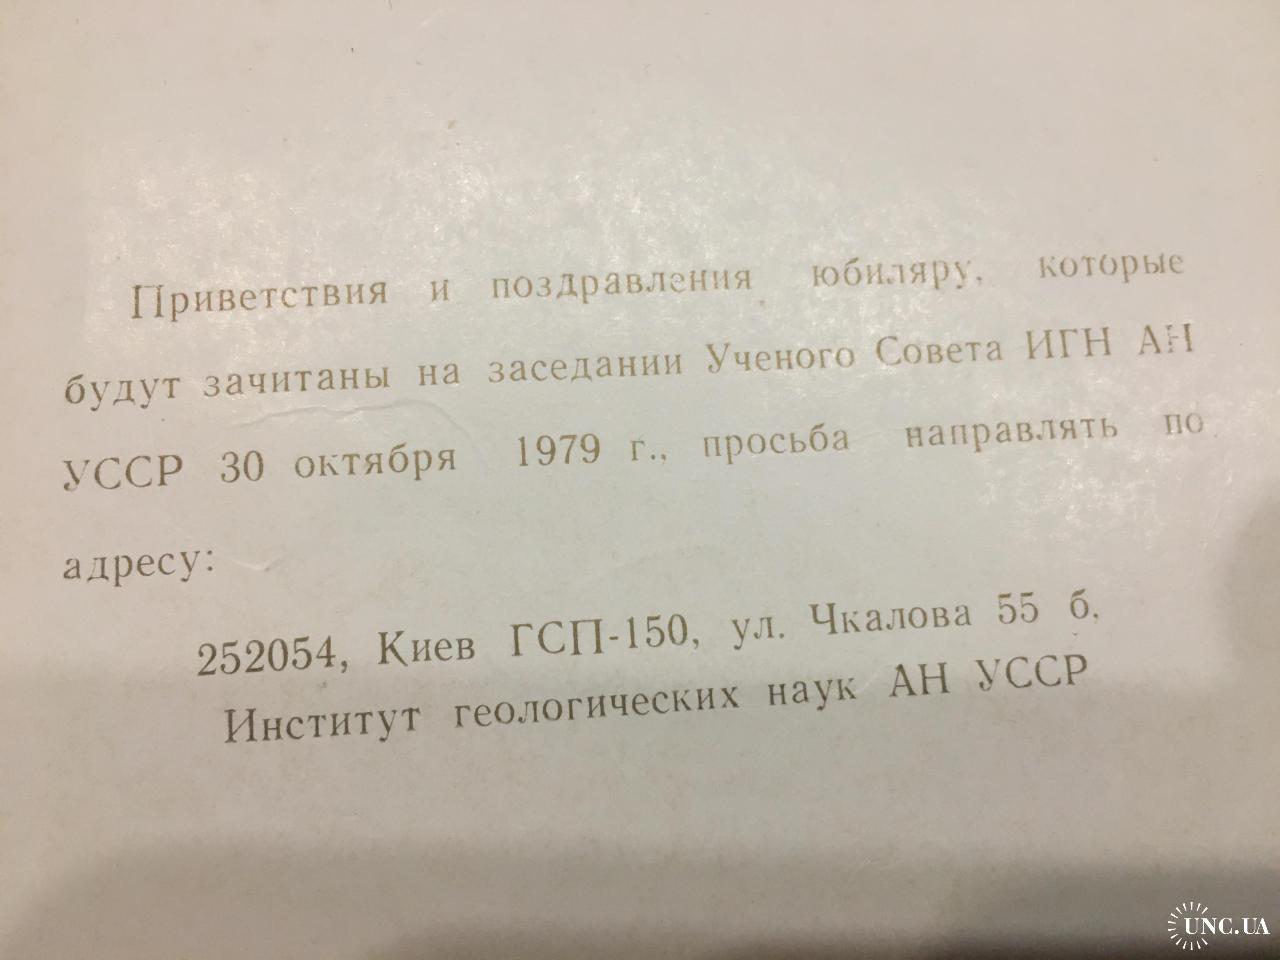 Приветствия и поздравления юбиляру, которые
будут зачитаны на заседании Ученого Совета ИГН АН
УССР 30 октября 1979 г., просьба направлять по
адресу:
252054, Киев ГСП-150, ул. Чкалова 55 б.
Институт геологических наук АН УССР
UNC.UA